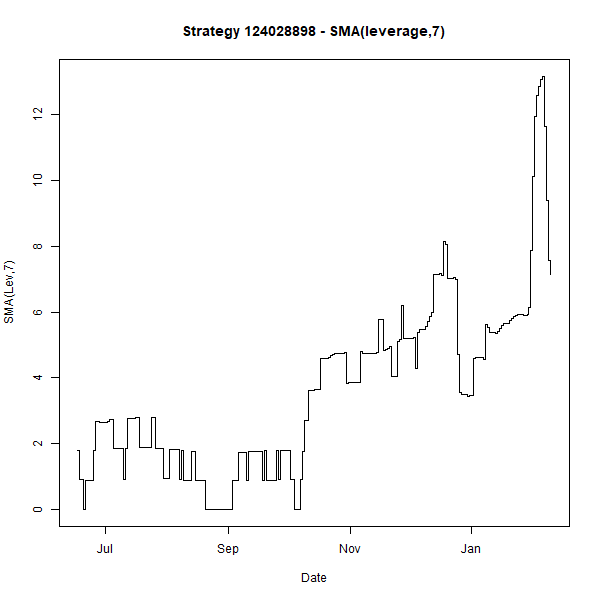 Strategy 124028898 - SMA(leverage,7)
SMA(Lev,7)
12
10
8
6
4
2
0
Jul Sep Nov Jan
Date